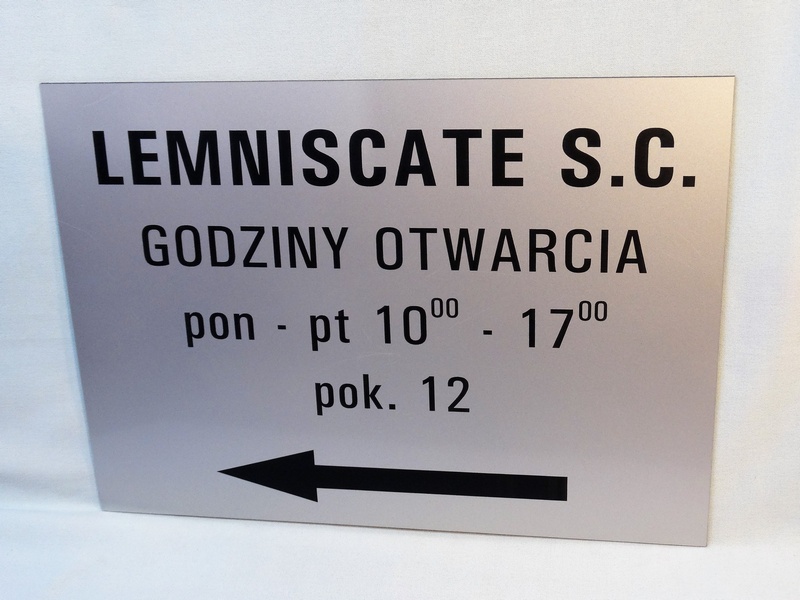 LEMNISCATE S.C.
GODZINY OTWARCIA
pon - pt 10⁰⁰ - 17⁰⁰
pok. 12